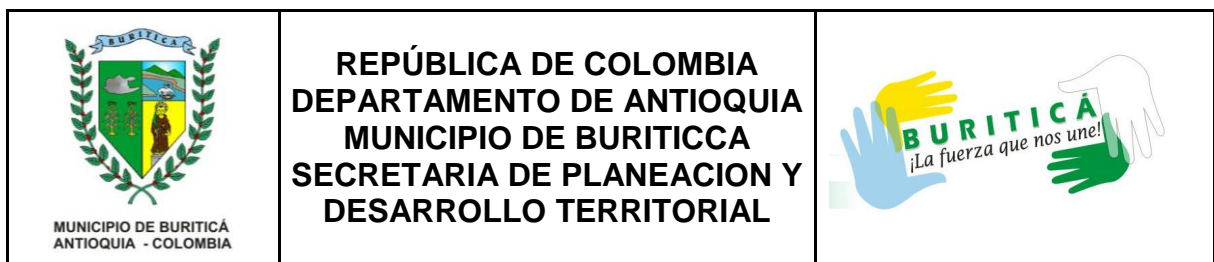 BURITICA
MUNICIPIO DE BURITICÁ
ANTIOQUIA - COLOMBIA
REPÚBLICA DE COLOMBIA
DEPARTAMENTO DE ANTIOQUIA
MUNICIPIO DE BURITICCA
SECRETARIA DE PLANEACION Y
DESARROLLO TERRITORIAL
BURITICÁ
¡La fuerza que nos une!